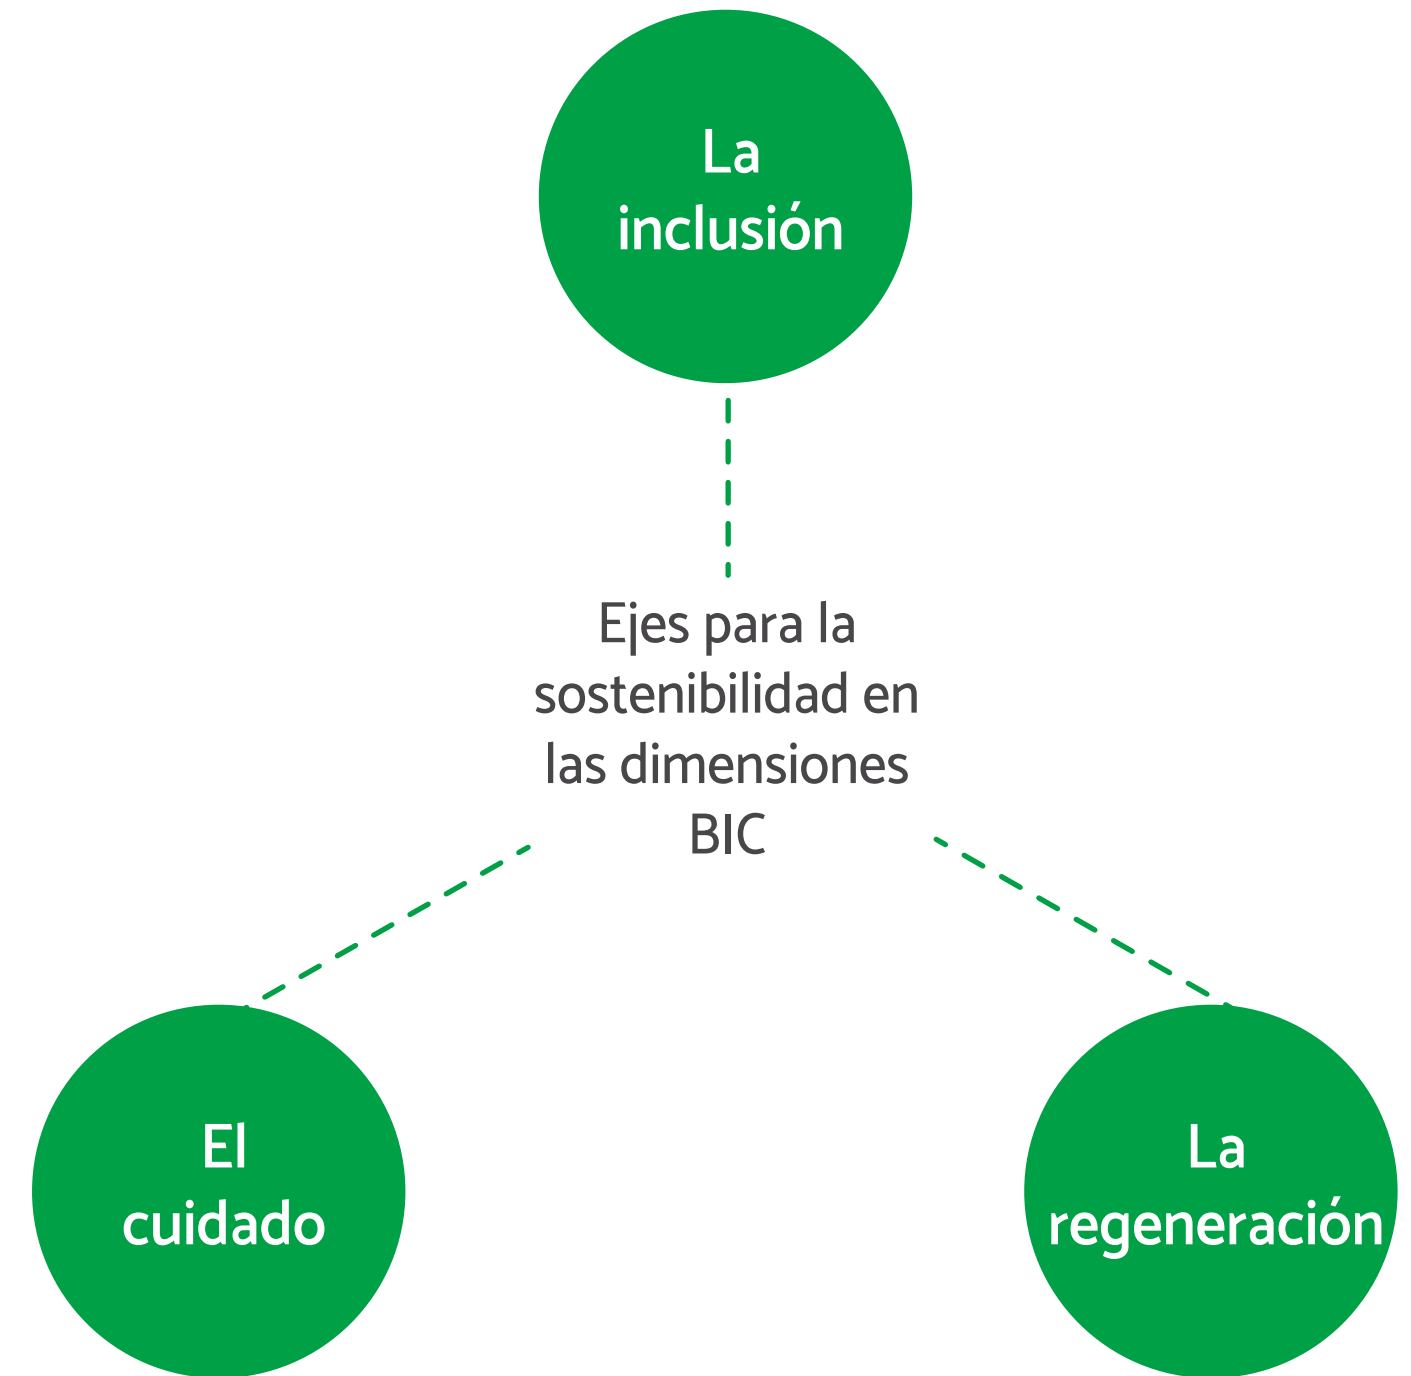 La
inclusión
Ejes para la
sostenibilidad en
las dimensiones
BIC
El
cuidado
La
regeneración